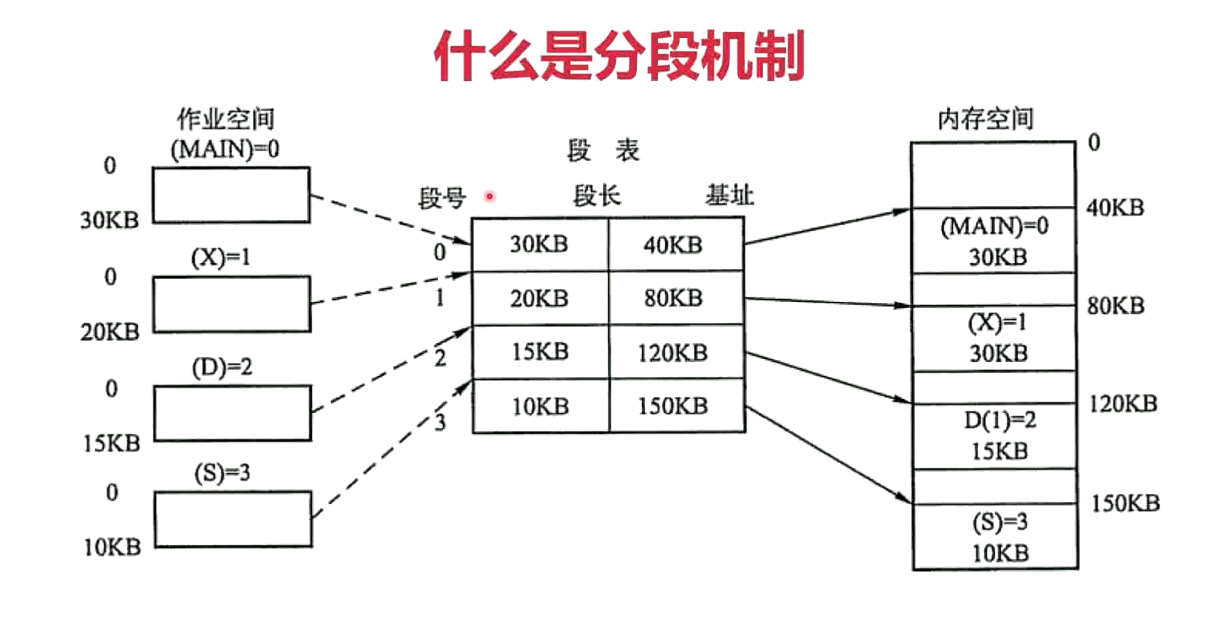 什么是分段机制
作业空间
(MAIN)=0
0
30KB
(X)=1
0
20KB
(D)=2
0
15KB
(S)=3
0
10KB
段 表
段号 段长 基址
0 30KB 40KB
1 20KB 80KB
2 15KB 120KB
3 10KB 150KB
内存空间
0
40KB
(MAIN)=0
30KB
80KB
(X)=1
30KB
120KB
D(1)=2
15KB
150KB
(S)=3
10KB